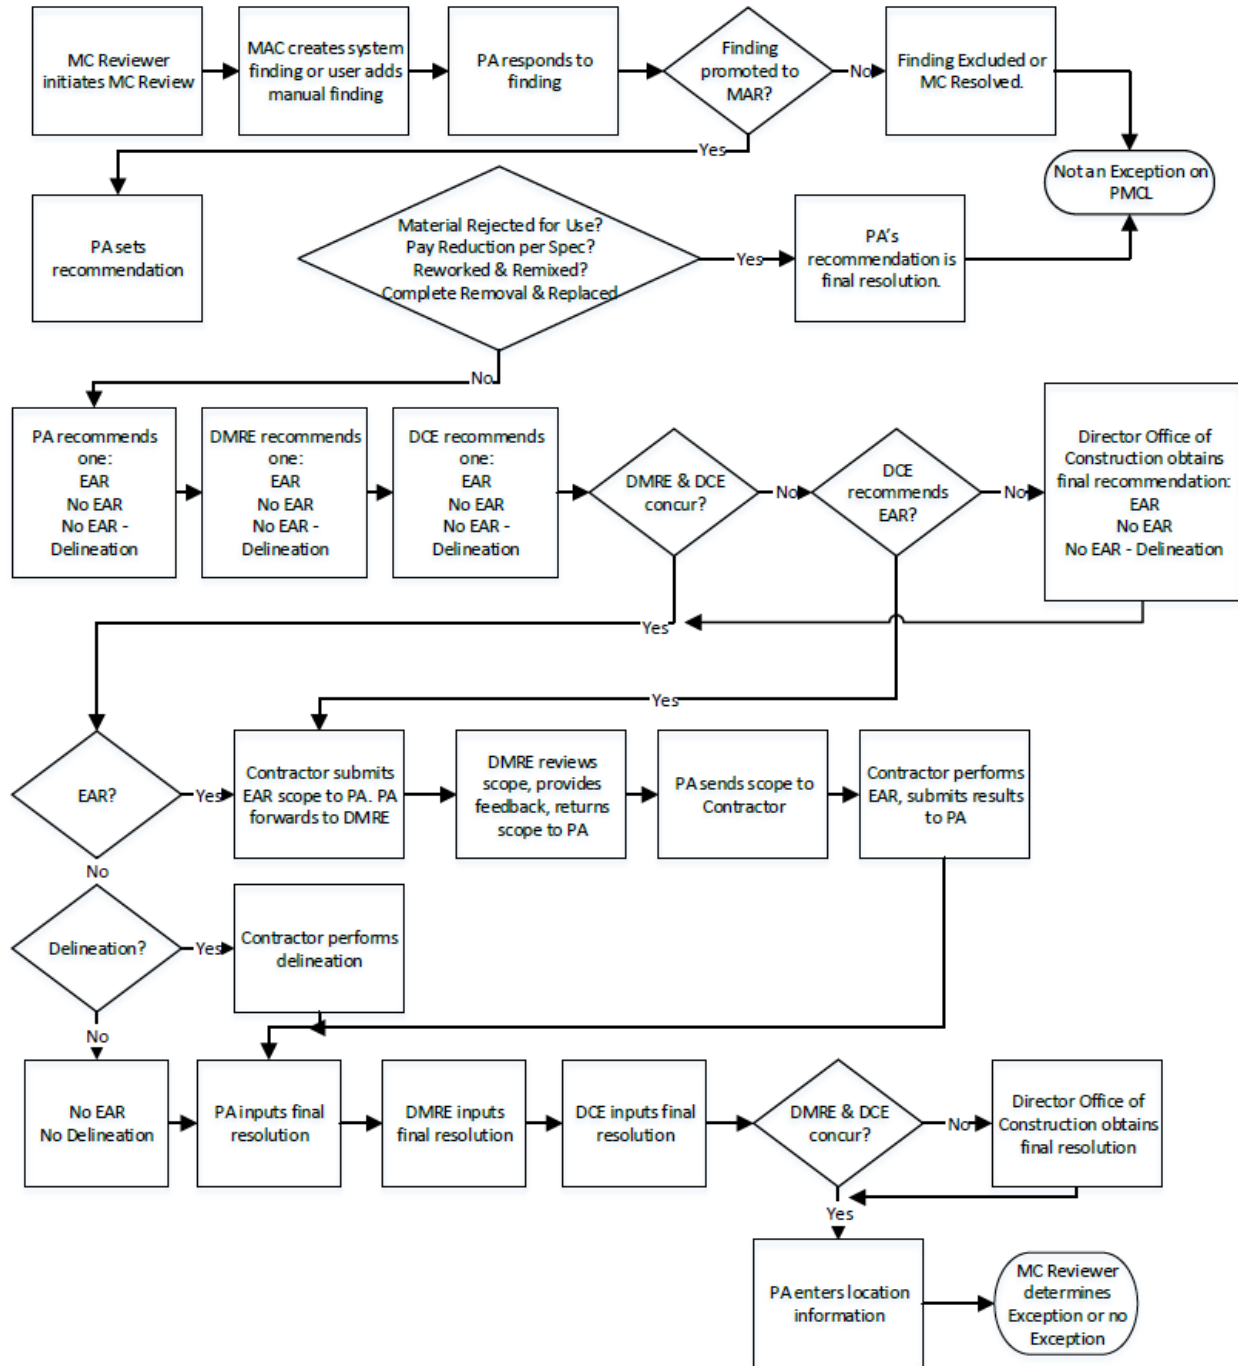 MC Reviewer
initiates MC Review
MAC creates system
finding or user adds
manual finding
PA responds to
finding
Finding
promoted to
MAR?
No
Finding Excluded or
MC Resolved.
Yes
Not an Exception on
PMCL
PA sets
recommendation
Material Rejected for Use?
Pay Reduction per Spec?
Reworked & Remixed?
Complete Removal & Replaced
Yes
PA's
recommendation is
final resolution.
No
PA recommends
one:
EAR
No EAR
No EAR -
Delineation
DMRE recommends
one:
EAR
No EAR
No EAR -
Delineation
DCE recommends
one:
EAR
No EAR
No EAR -
Delineation
DMRE & DCE
concur?
No
DCE
recommends
EAR?
No
Director Office of
Construction obtains
final recommendation:
EAR
No EAR
No EAR - Delineation
Yes
Yes
EAR?
Yes
Contractor submits
EAR scope to PA. PA
forwards to DMRE
DMRE reviews
scope, provides
feedback, returns
scope to PA
PA sends scope to
Contractor
Contractor performs
EAR, submits results
to PA
No
Delineation?
Yes
Contractor performs
delineation
No
No EAR
No Delineation
PA inputs final
resolution
DMRE inputs
final resolution
DCE inputs final
resolution
DMRE & DCE
concur?
No
Director Office of
Construction obtains
final resolution
Yes
PA enters location
information
MC Reviewer
determines
Exception or no
Exception